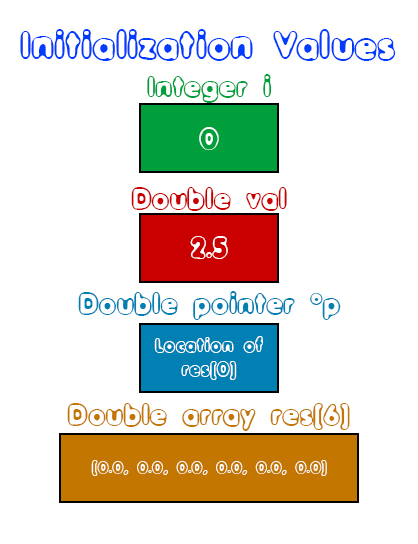 Initialization Values
Integer i
0
Double val
2.5
Double pointer *p
Location of
res[0]
Double array res[6]
{0.0, 0.0, 0.0, 0.0, 0.0, 0.0}